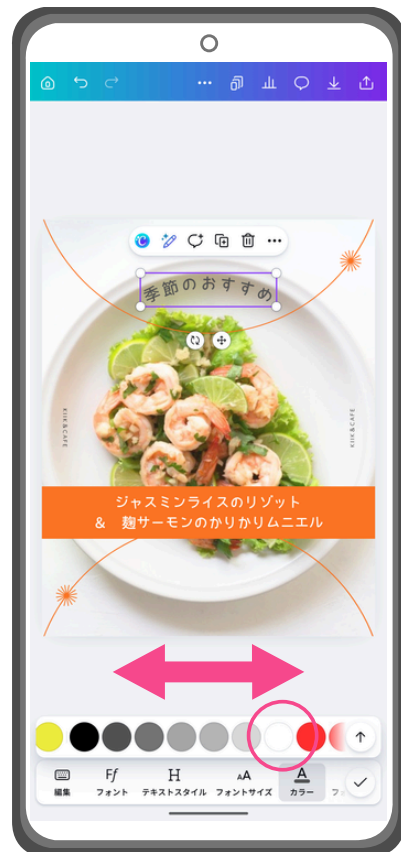 季節のおすすめ
KIIK&CAFE
KIIK&CAFE
ジャスミンライスのリゾット
& 麹サーモンのかりかりムニエル
Ff H AA A
編集 フォント テキストスタイル フォントサイズ カラー フ